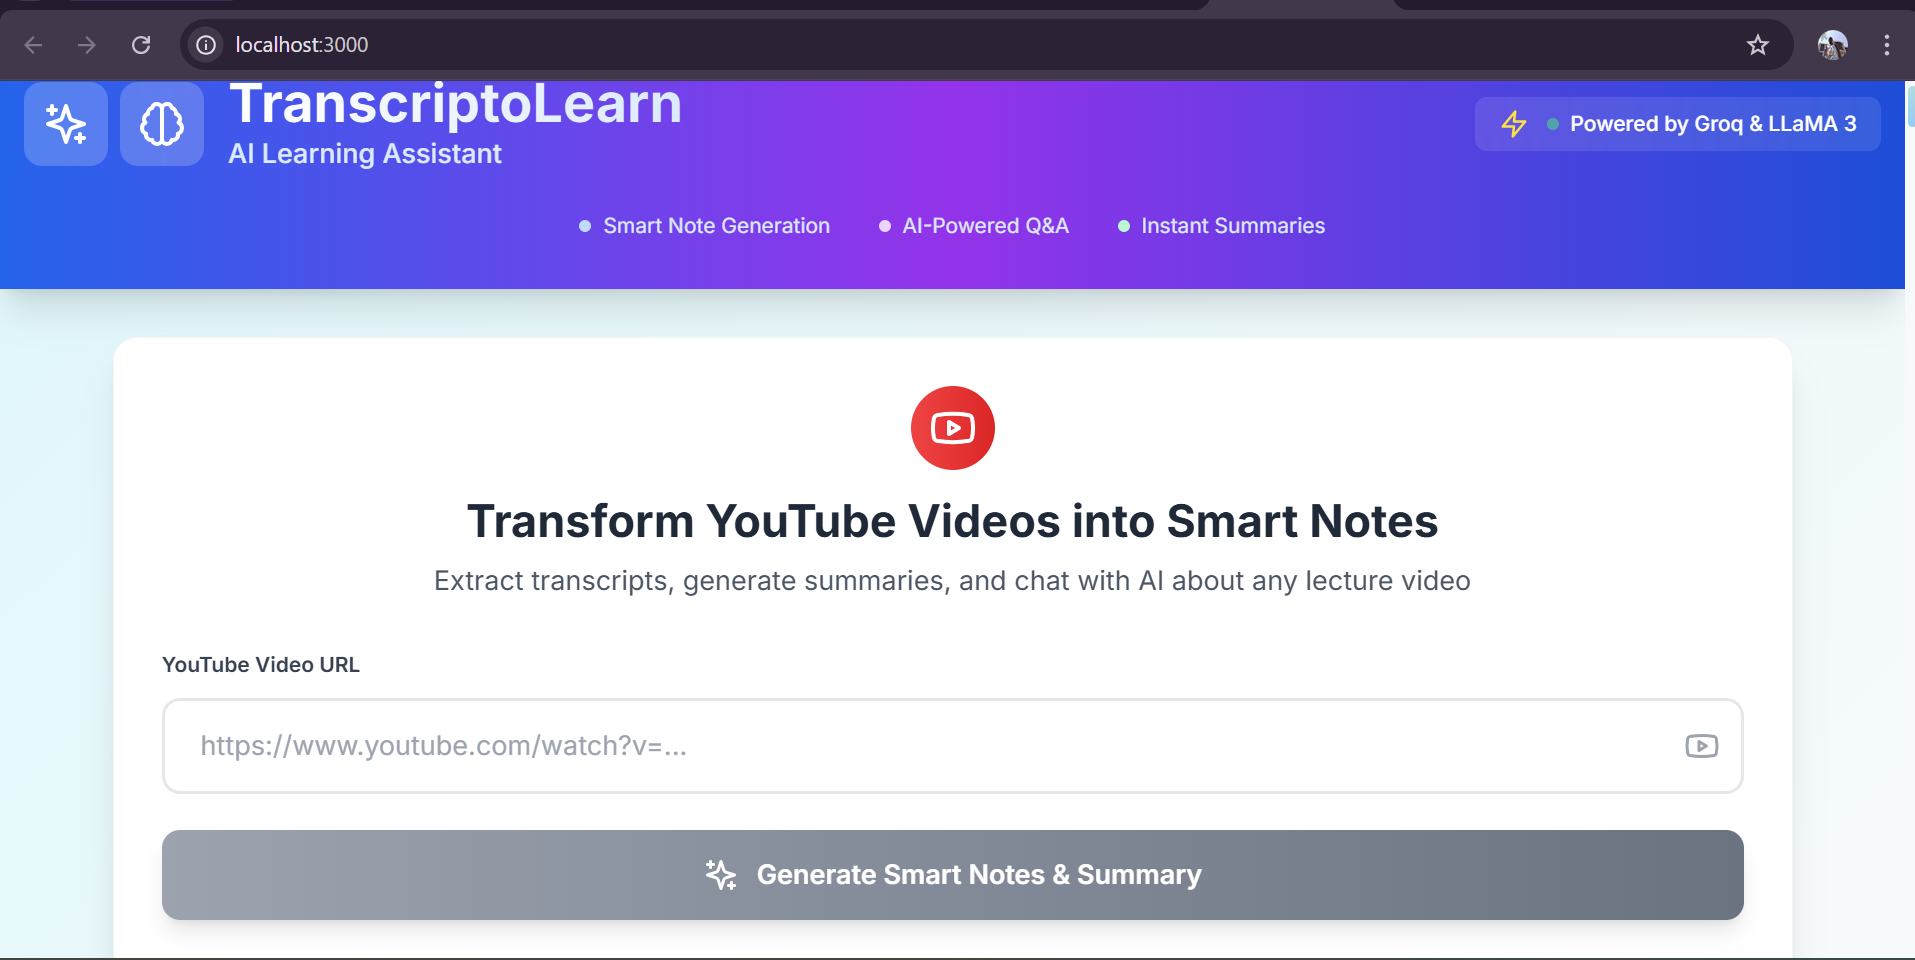 localhost:3000
TranscriptoLearn
AI Learning Assistant
Powered by Groq & LLaMA 3
Smart Note Generation
AI-Powered Q&A
Instant Summaries
Transform YouTube Videos into Smart Notes
Extract transcripts, generate summaries, and chat with AI about any lecture video
YouTube Video URL
https://www.youtube.com/watch?v=...
Generate Smart Notes & Summary